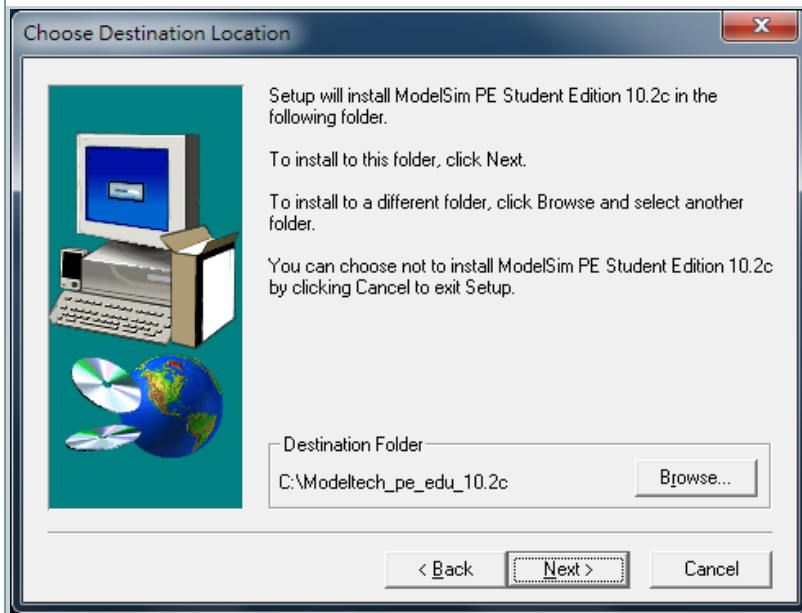 Choose Destination Location
Setup will install ModelSim PE Student Edition 10.2c in the
following folder.
To install to this folder, click Next.
To install to a different folder, click Browse and select another
folder.
You can choose not to install ModelSim PE Student Edition 10.2c
by clicking Cancel to exit Setup.
Destination Folder
C:\Modeltech_pe_edu_10.2c
Browse...
< Back
Next >
Cancel